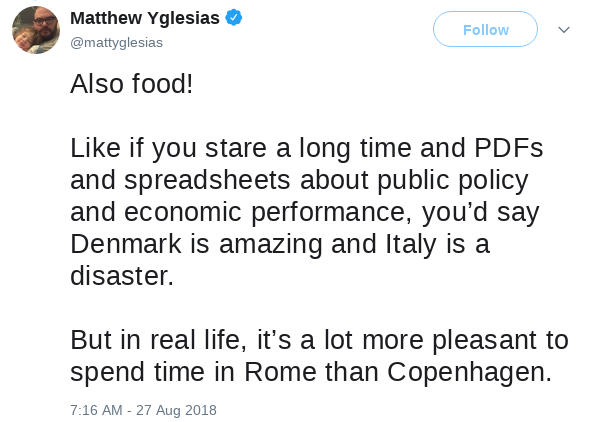 Matthew Yglesias
@mattyglesias
Follow
Also food!
Like if you stare a long time and PDFs
and spreadsheets about public policy
and economic performance, you’d say
Denmark is amazing and Italy is a
disaster.
But in real life, it’s a lot more pleasant to
spend time in Rome than Copenhagen.
7:16 AM - 27 Aug 2018